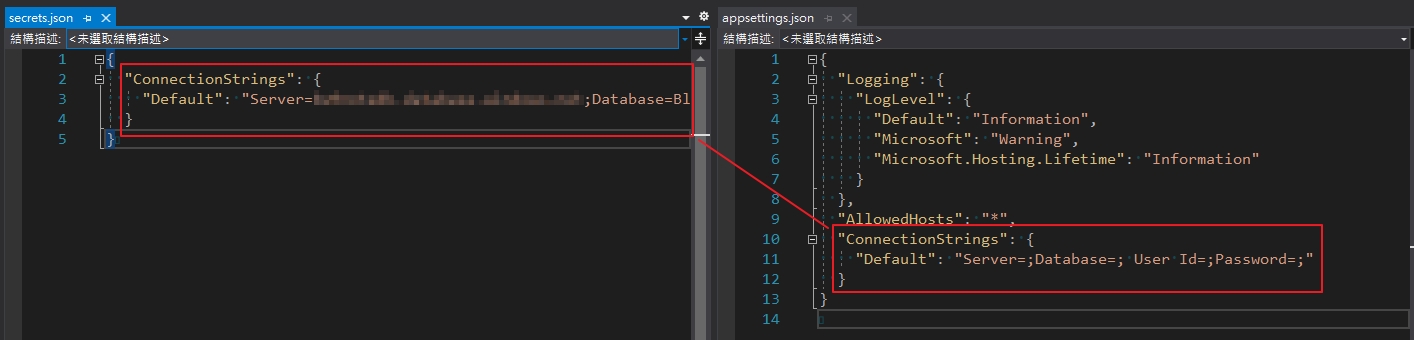 secrets.json
結構描述: <未選取結構描述>
1 {
2 "ConnectionStrings": {
3 "Default": "Server= ;Database=Bl
4 }
5 }
appsettings.json
結構描述: <未選取結構描述>
1 {
2 "Logging": {
3 "LogLevel": {
4 "Default": "Information",
5 "Microsoft": "Warning",
6 "Microsoft.Hosting.Lifetime": "Information"
7 }
8 },
9 "AllowedHosts": "*",
10 "ConnectionStrings": {
11 "Default": "Server=;Database=; User Id=;Password=;"
12 }
13 }
14